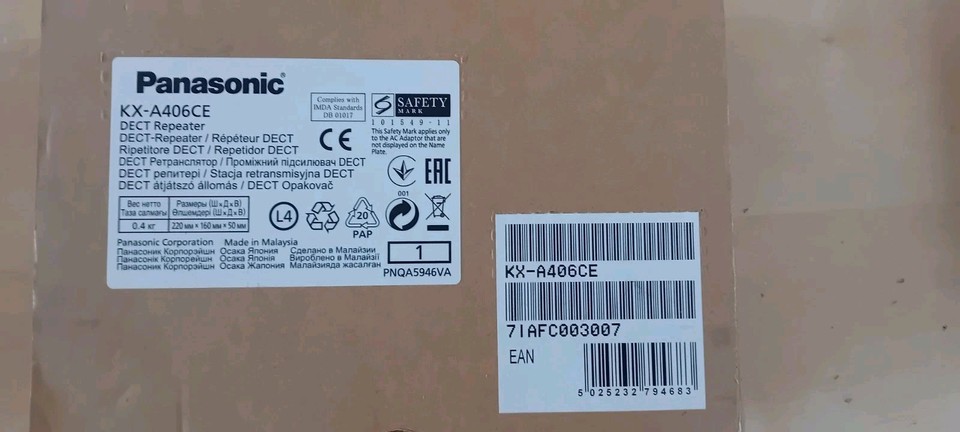 Panasonic®
KX-A406CE
DECT Repeater
DECT-Repeater / Répéteur DECT
Ripetitore DECT / Repetidor DECT
DECT Ретранслятор / Проміжний підсилювач DECT
DECT репитері / Stacja retransmisyjna DECT
DECT átjátszó állomás / DECT Opakovač
Complies with
IMDA Standards
DB 01017
S SAFETY
MARK
101549-11
This Safety Mark applies only
to the AC Adaptor that are
not displayed on the Name
Plate.
CE
EAC
001
Вес нетто
Таза салмағы
Размеры (Ш×Д×В)
Өлшемдері (Ш×Д×В)
0.4 кг
220 мм × 160 мм × 50 мм
L4
20
PAP
Panasonic Corporation Made in Malaysia
Панасоник Корпорэйшн Осака Япония Сделано в Малайзии
Панасонік Корпорейшн Осака Японія Вироблено в Малайзії
Панасоник Корпорэйшн Осака Жапония Малайзияда жасалған
1
PNQA5946VA
KX-A406CE
7IAFC003007
EAN
5 025232 794683